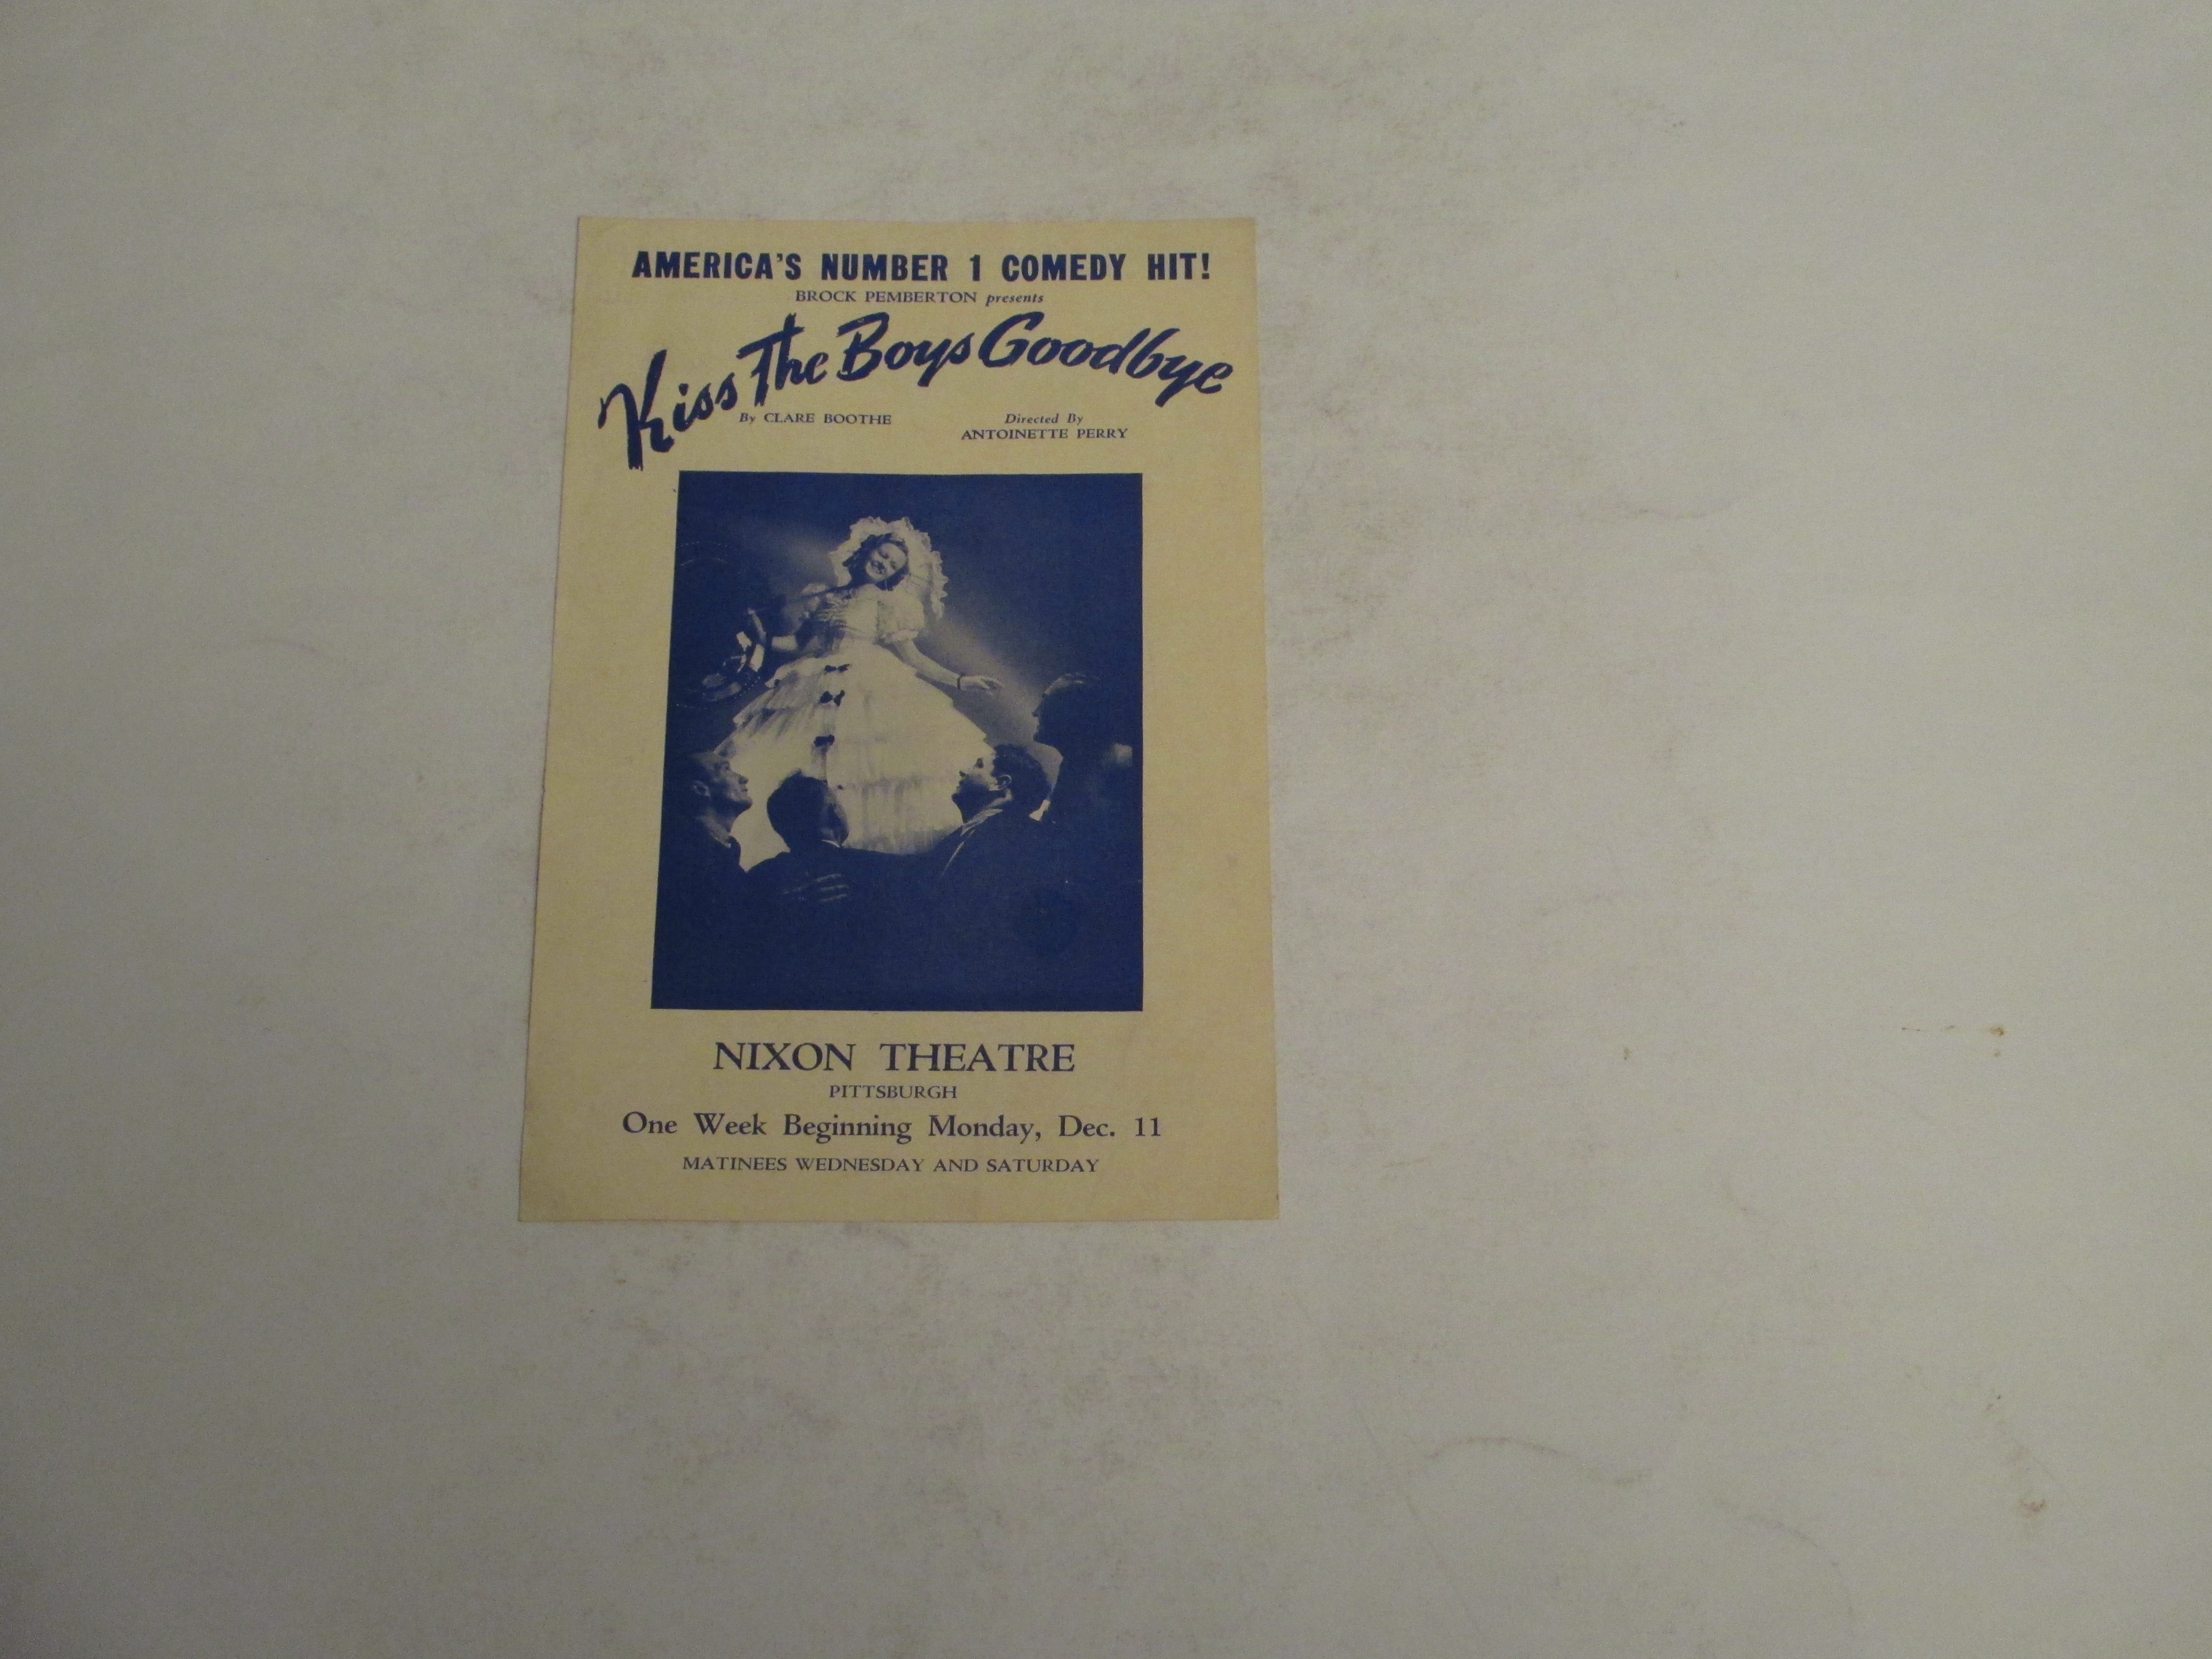 AMERICA'S NUMBER 1 COMEDY HIT!
BROCK PEMBERTON presents
Kiss The Boys Goodbye
By CLARE BOOTHE
Directed By
ANTOINETTE PERRY
NIXON THEATRE
PITTSBURGH
One Week Beginning Monday, Dec. 11
MATINEES WEDNESDAY AND SATURDAY